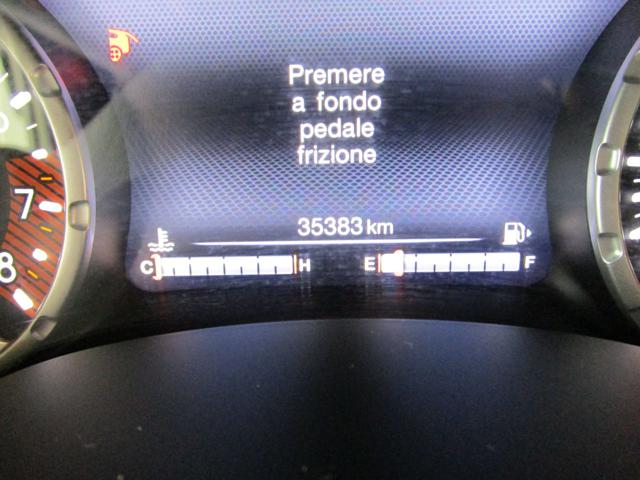 Premere
a fondo
pedale
frizione
35383 km
C H E F
7
8